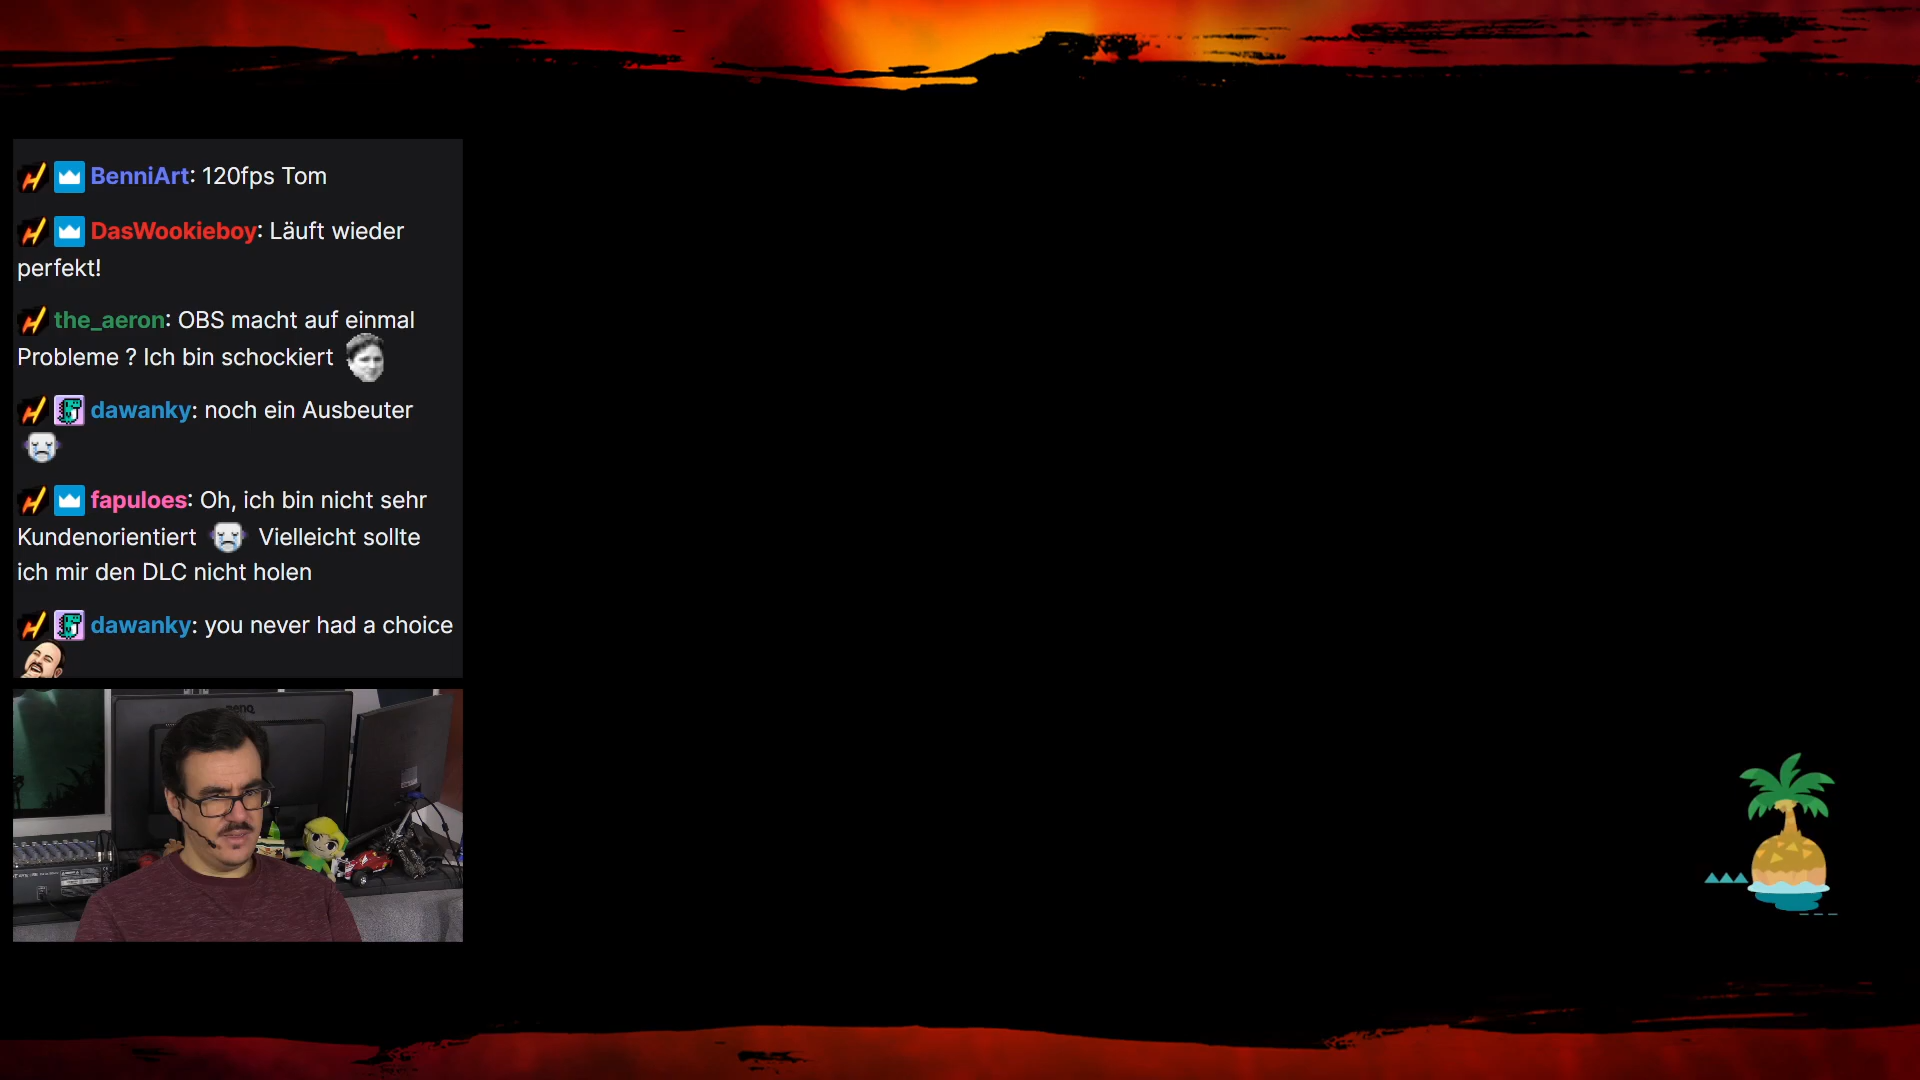 BenniArt: 120fps Tom
DasWookieboy: Läuft wieder
perfekt!
the_aeron: OBS macht auf einmal
Probleme ? Ich bin schockiert
dawanky: noch ein Ausbeuter
fapuloes: Oh, ich bin nicht sehr
Kundenorientiert Vielleicht sollte
ich mir den DLC nicht holen
dawanky: you never had a choice
BenQ